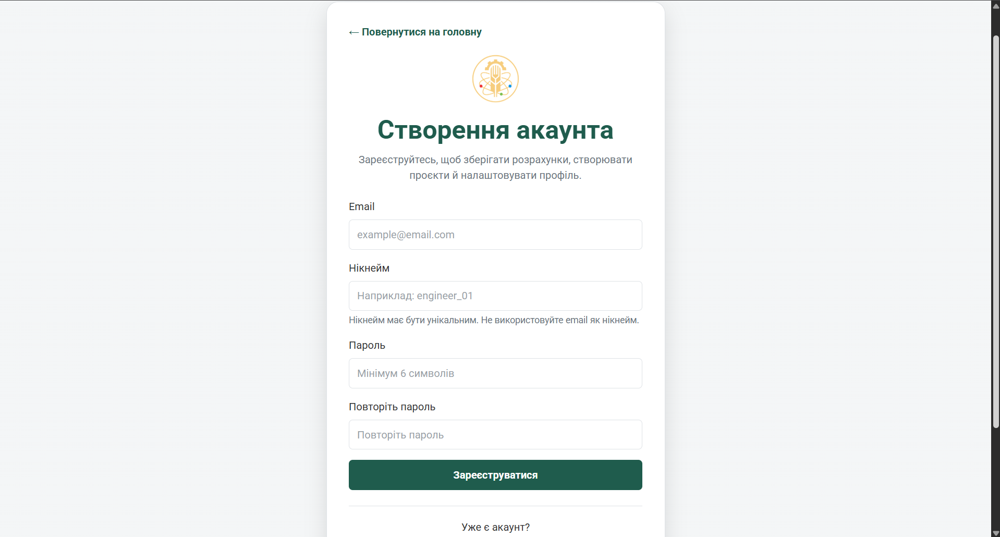 ← Повернутися на головну
Створення акаунта
Зареєструйтесь, щоб зберігати розрахунки, створювати
проєкти й налаштовувати профіль.
Email
example@email.com
Нікнейм
Наприклад: engineer_01
Нікнейм має бути унікальним. Не використовуйте email як нікнейм.
Пароль
Мінімум 6 символів
Повторіть пароль
Повторіть пароль
Зареєструватися
Уже є акаунт?